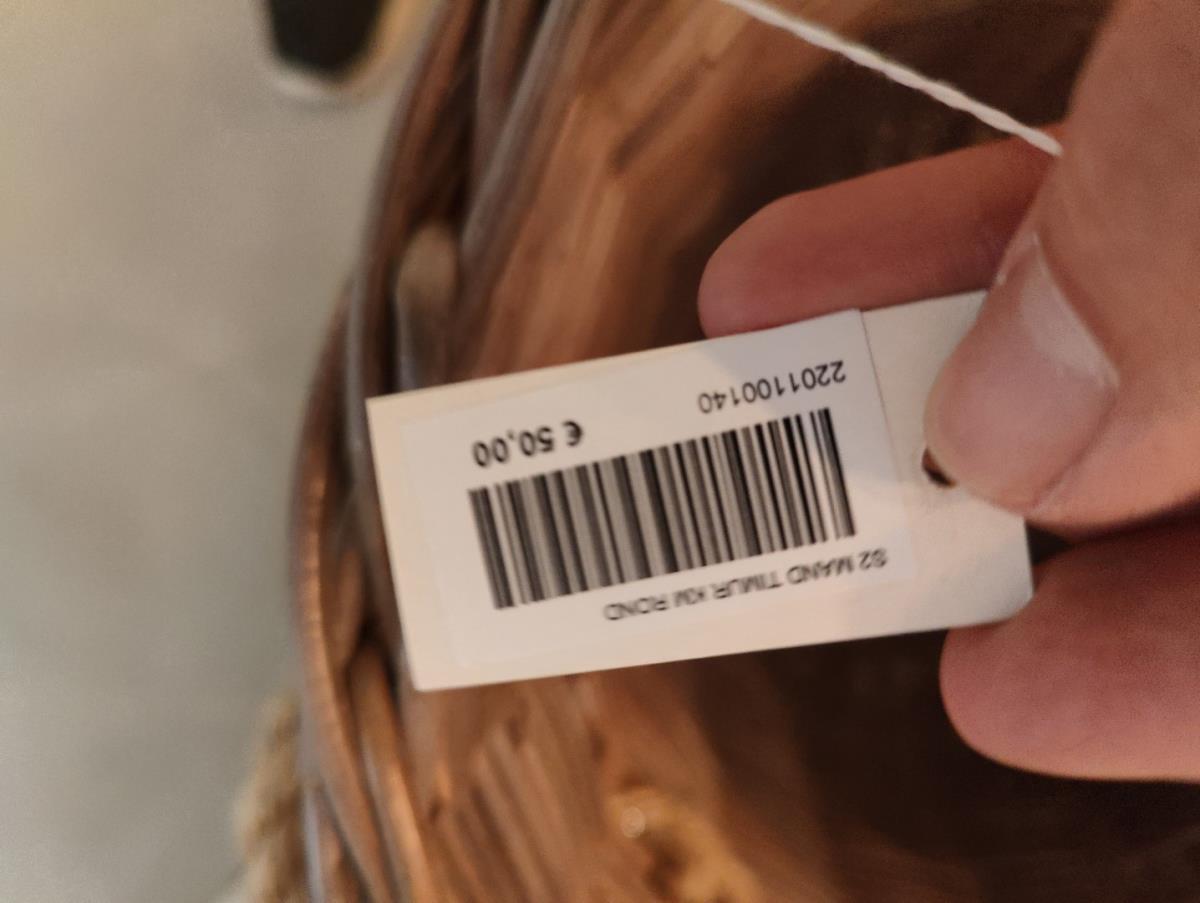 S2 MAND TIMUR KM ROND
2201100140
€ 50,00